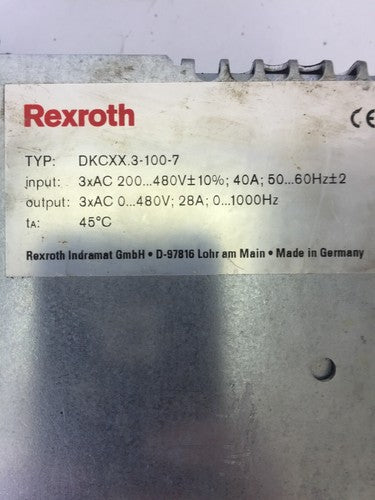 Rexroth CE
TYP: DKCXX.3-100-7
input: 3xAC 200...480V±10%; 40A; 50...60Hz±2
output: 3xAC 0...480V; 28A; 0...1000Hz
tA: 45°C
Rexroth Indramat GmbH • D-97816 Lohr am Main • Made in Germany